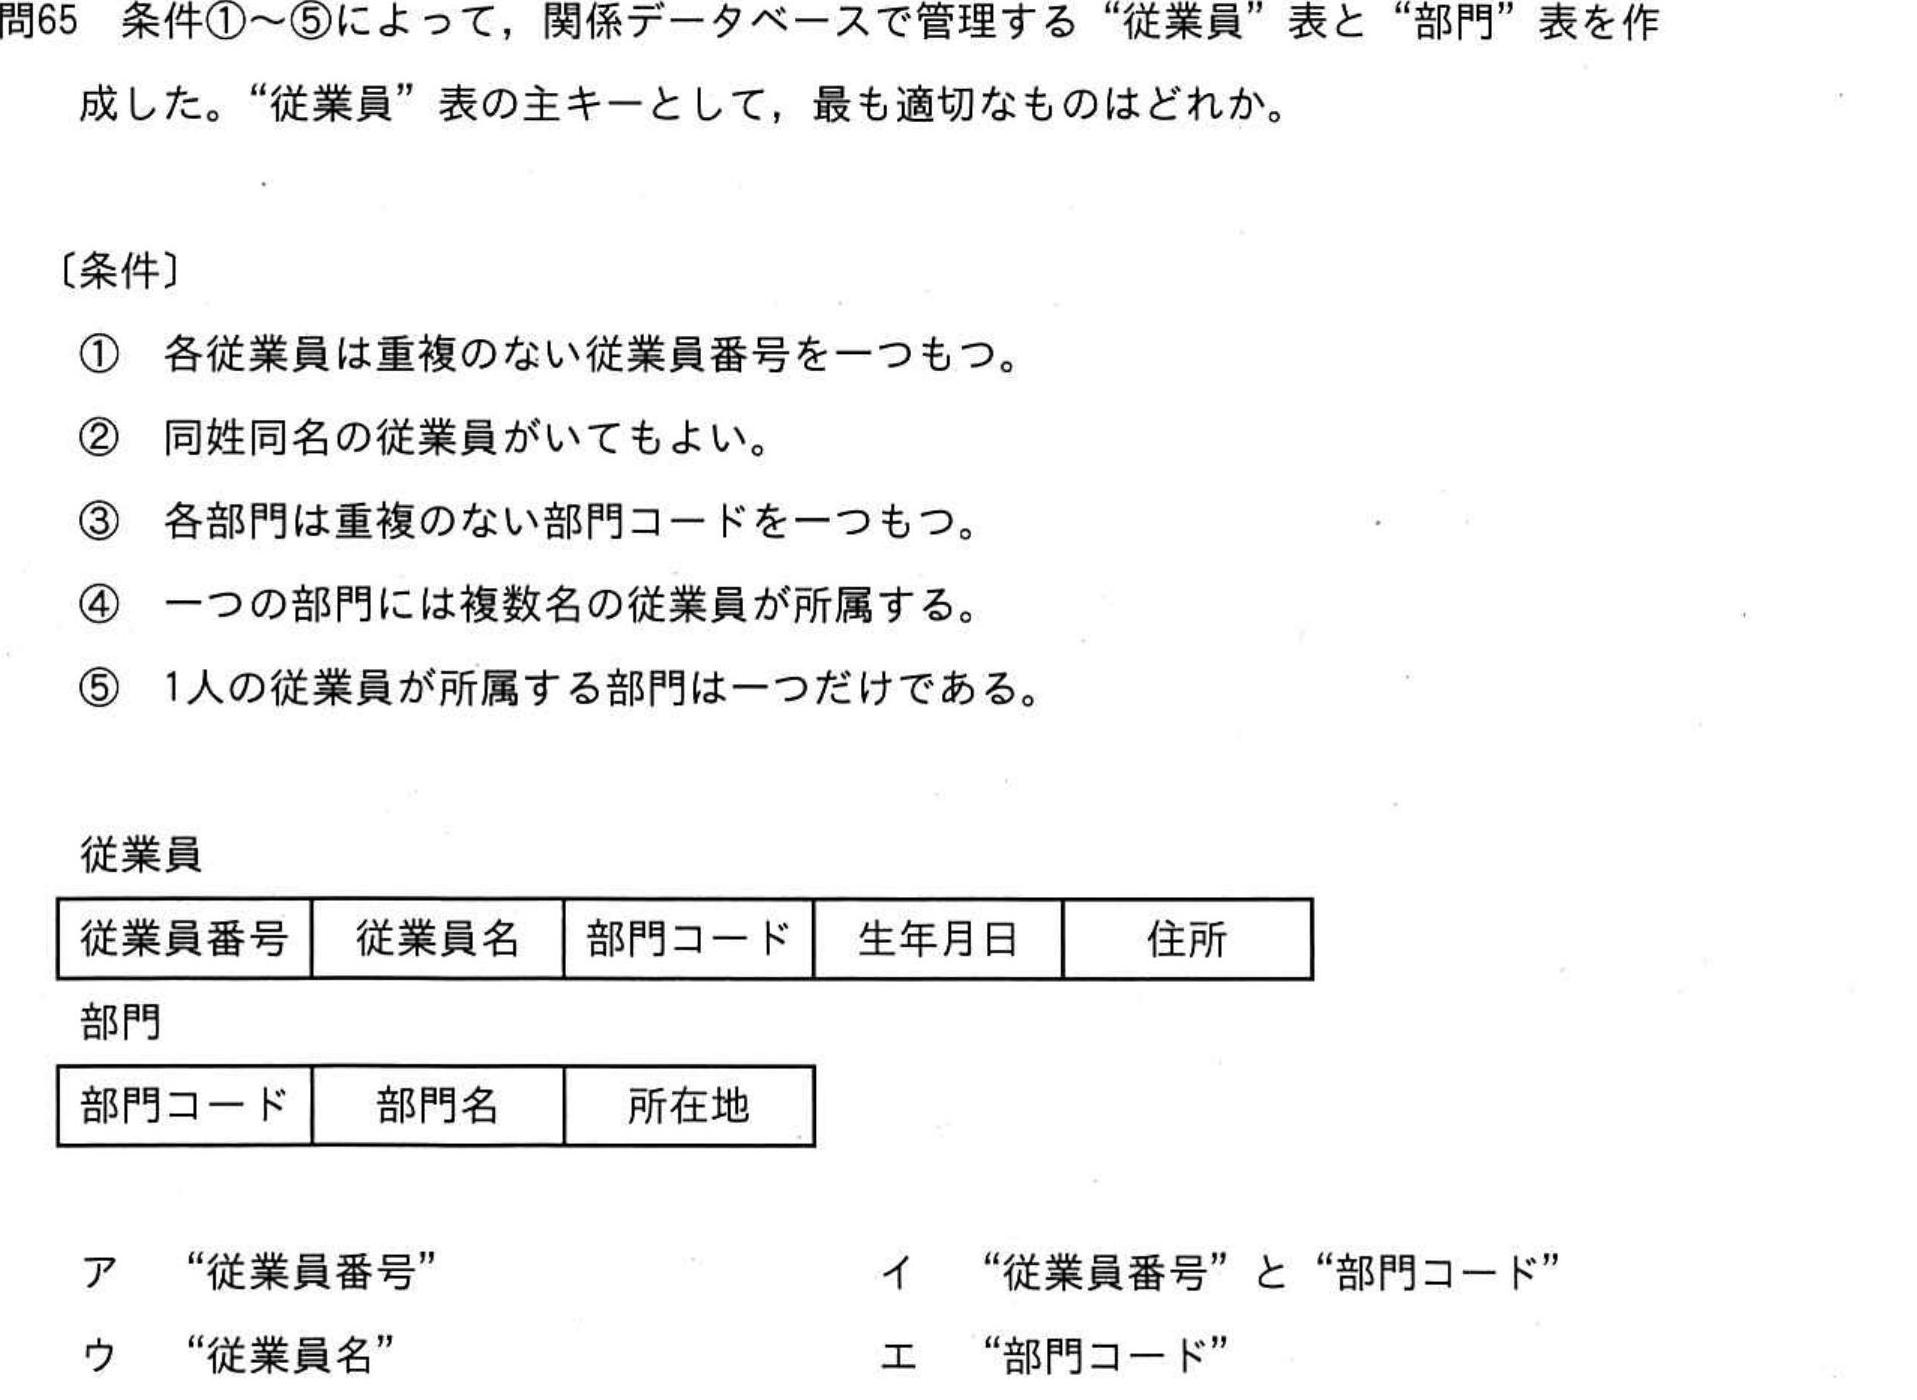 問65　条件①～⑤によって，関係データベースで管理する“従業員”表と“部門”表を作
成した。“従業員”表の主キーとして，最も適切なものはどれか。
〔条件〕
①　各従業員は重複のない従業員番号を一つもつ。
②　同姓同名の従業員がいてもよい。
③　各部門は重複のない部門コードを一つもつ。
④　一つの部門には複数名の従業員が所属する。
⑤　1人の従業員が所属する部門は一つだけである。
従業員
従業員番号　従業員名　部門コード　生年月日　住所
部門
部門コード　部門名　所在地
ア　“従業員番号”　イ　“従業員番号”と“部門コード”
ウ　“従業員名”　エ　“部門コード”